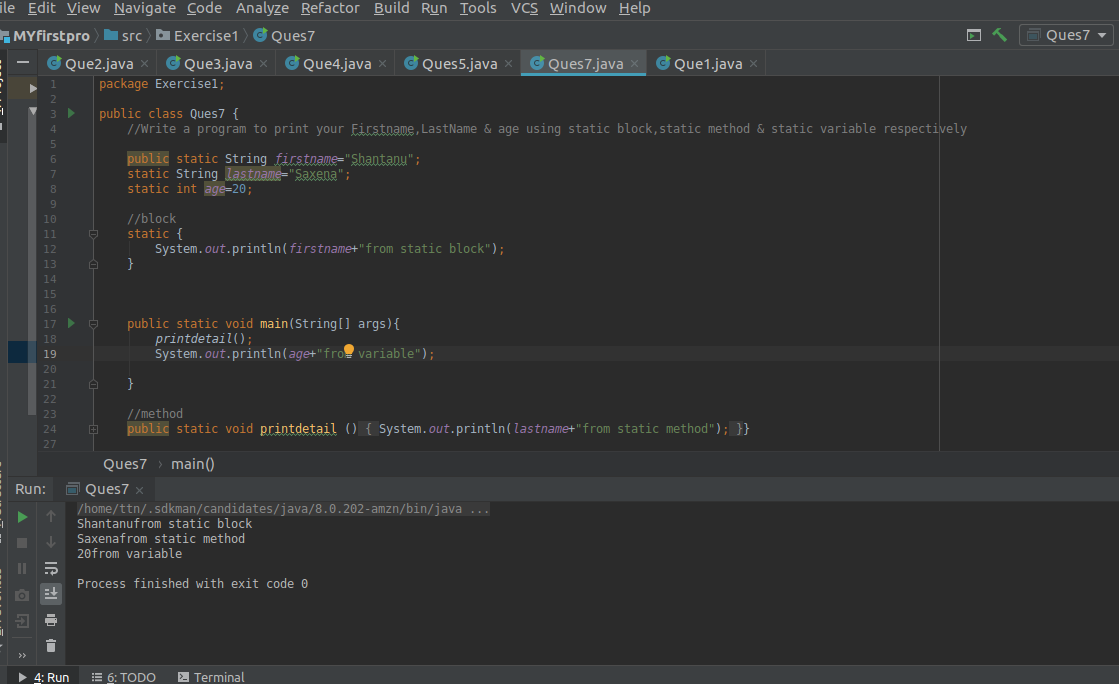 ile Edit View Navigate Code Analyze Refactor Build Run Tools VCS Window Help
MYfirstpro src Exercise1 Ques7 Ques7
Que2.java Que3.java Que4.java Ques5.java Ques7.java Que1.java
1 package Exercise1;
2
3 public class Ques7 {
4 //Write a program to print your Firstname,LastName & age using static block,static method & static variable respectively
5
6 public static String firstname="Shantanu";
7 static String lastname="Saxena";
8 static int age=20;
9
10 //block
11 static {
12 System.out.println(firstname+"from static block");
13 }
14
15
16
17 public static void main(String[] args){
18 printdetail();
19 System.out.println(age+"from variable");
20
21 }
22
23 //method
24 public static void printdetail () { System.out.println(lastname+"from static method"); }}
27
Ques7 › main()
Run: Ques7
/home/ttn/.sdkman/candidates/java/8.0.202-amzn/bin/java ...
Shantanufrom static block
Saxenafrom static method
20from variable
Process finished with exit code 0
4: Run 6: TODO Terminal